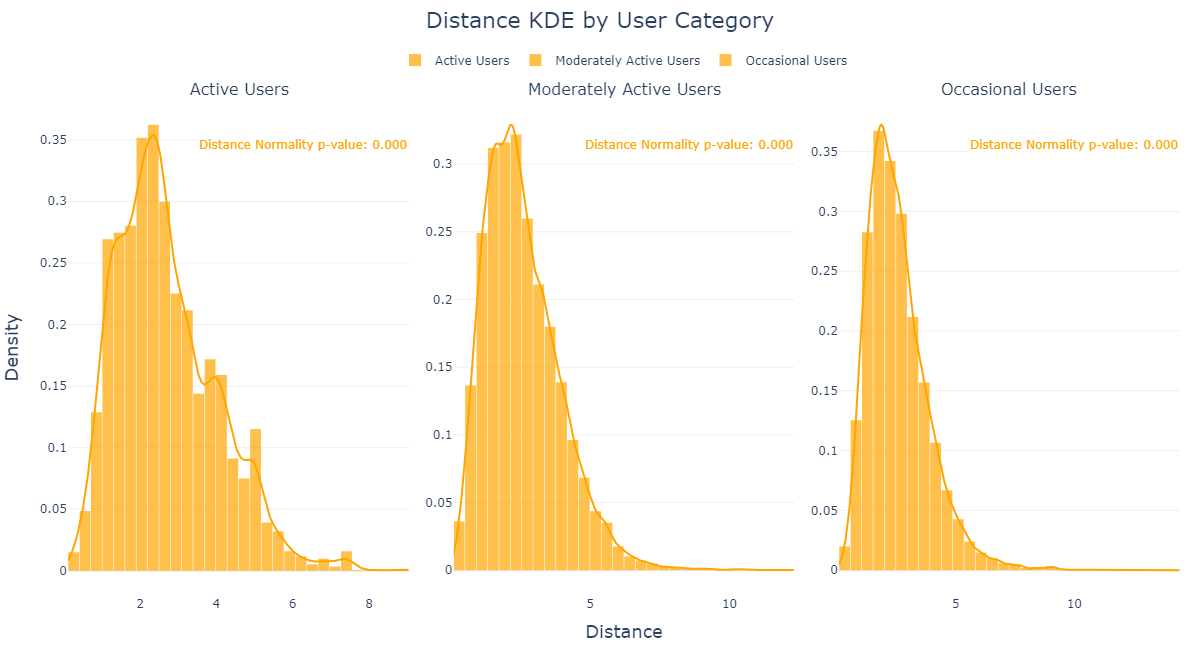 Distance KDE by User Category
Active Users Moderately Active Users Occasional Users
Active Users
Moderately Active Users
Occasional Users
Distance Normality p-value: 0.000
Distance Normality p-value: 0.000
Distance Normality p-value: 0.000
Density
0.35
0.3
0.25
0.2
0.15
0.1
0.05
0
2 4 6 8
0.3
0.25
0.2
0.15
0.1
0.05
0
5 10
0.35
0.3
0.25
0.2
0.15
0.1
0.05
0
5 10
Distance